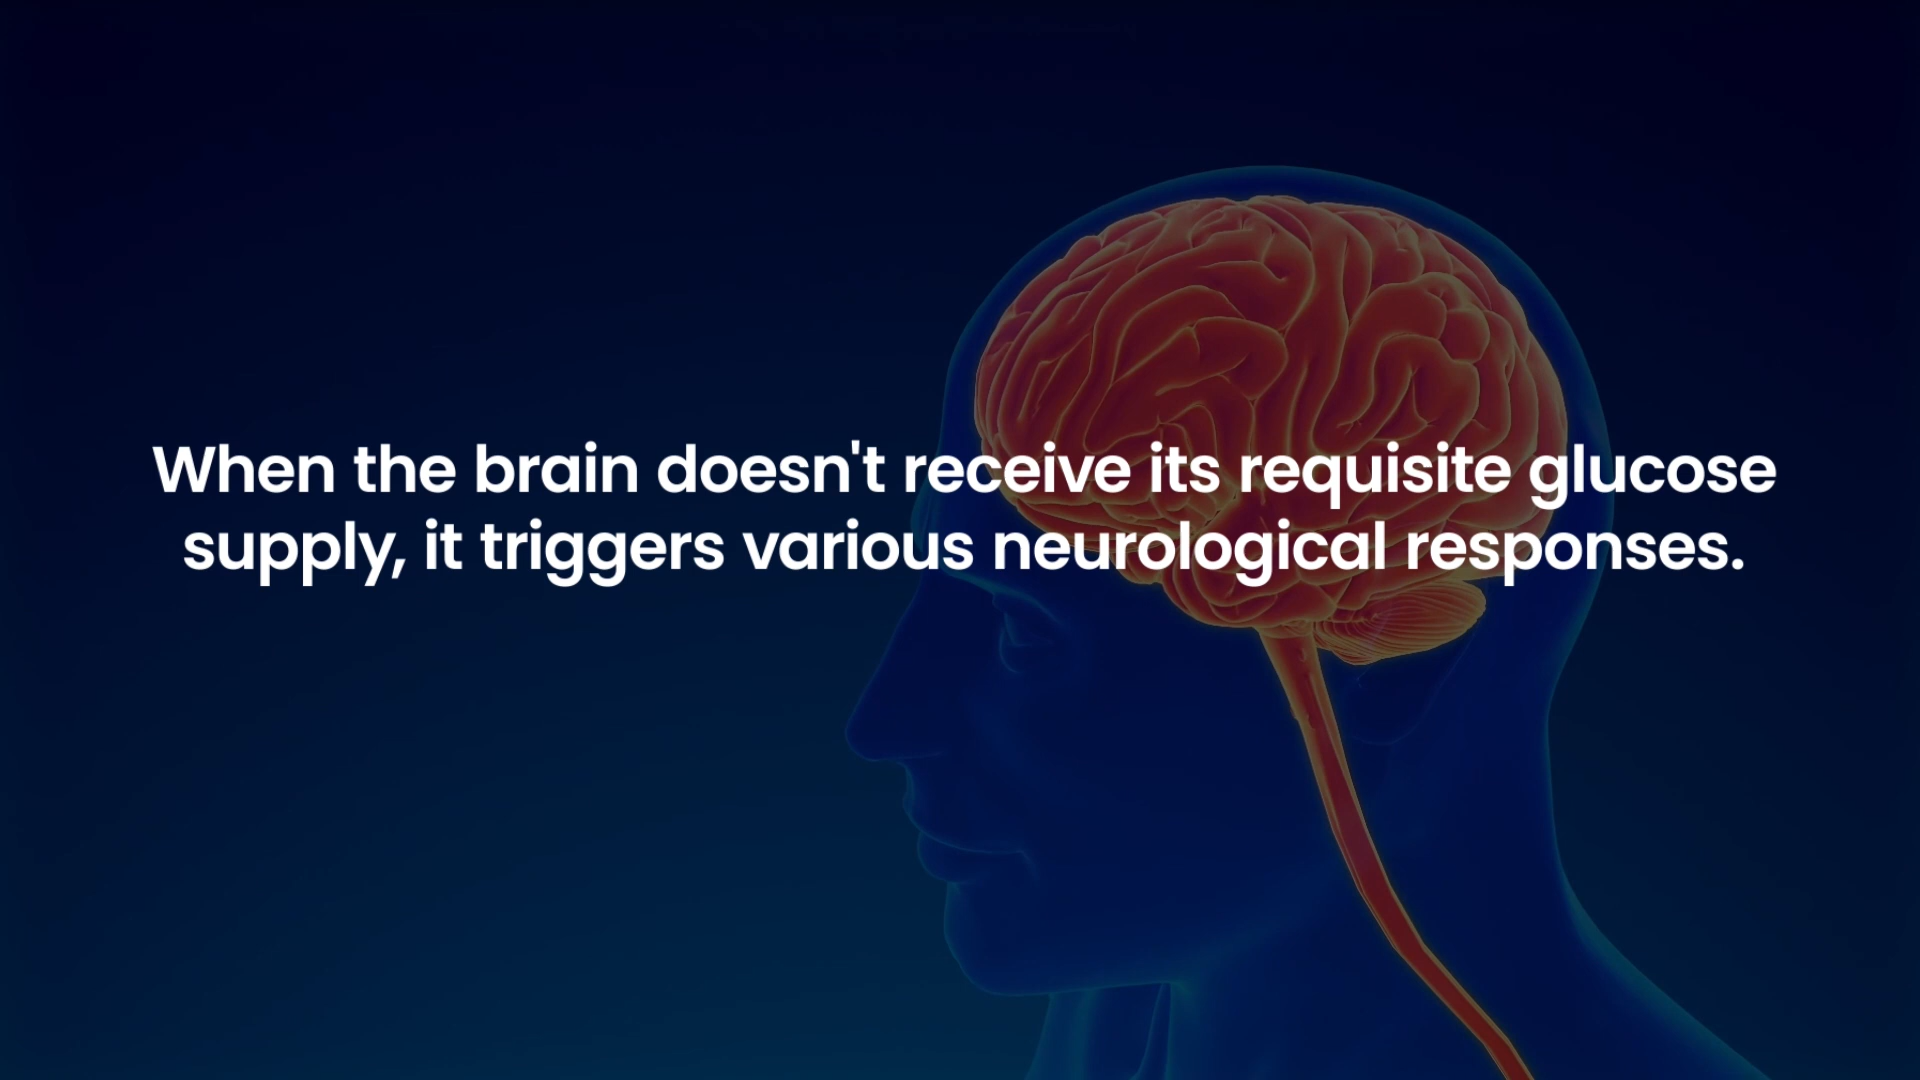 When the brain doesn't receive its requisite glucose
supply, it triggers various neurological responses.